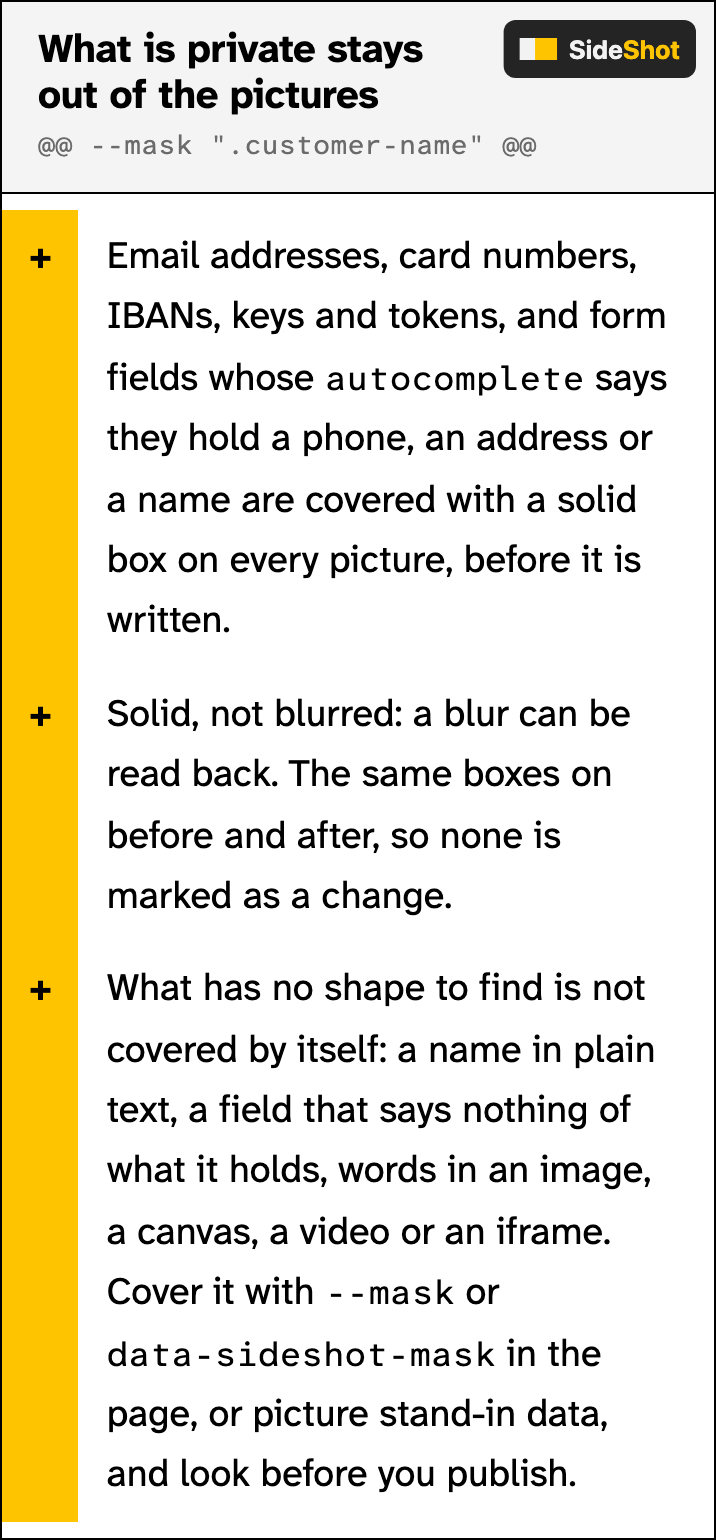 What is private stays
out of the pictures
SideShot
@@ --mask ".customer-name" @@
+ Email addresses, card numbers,
IBANs, keys and tokens, and form
fields whose autocomplete says
they hold a phone, an address or
a name are covered with a solid
box on every picture, before it is
written.
+ Solid, not blurred: a blur can be
read back. The same boxes on
before and after, so none is
marked as a change.
+ What has no shape to find is not
covered by itself: a name in plain
text, a field that says nothing of
what it holds, words in an image,
a canvas, a video or an iframe.
Cover it with --mask or
data-sideshot-mask in the
page, or picture stand-in data,
and look before you publish.